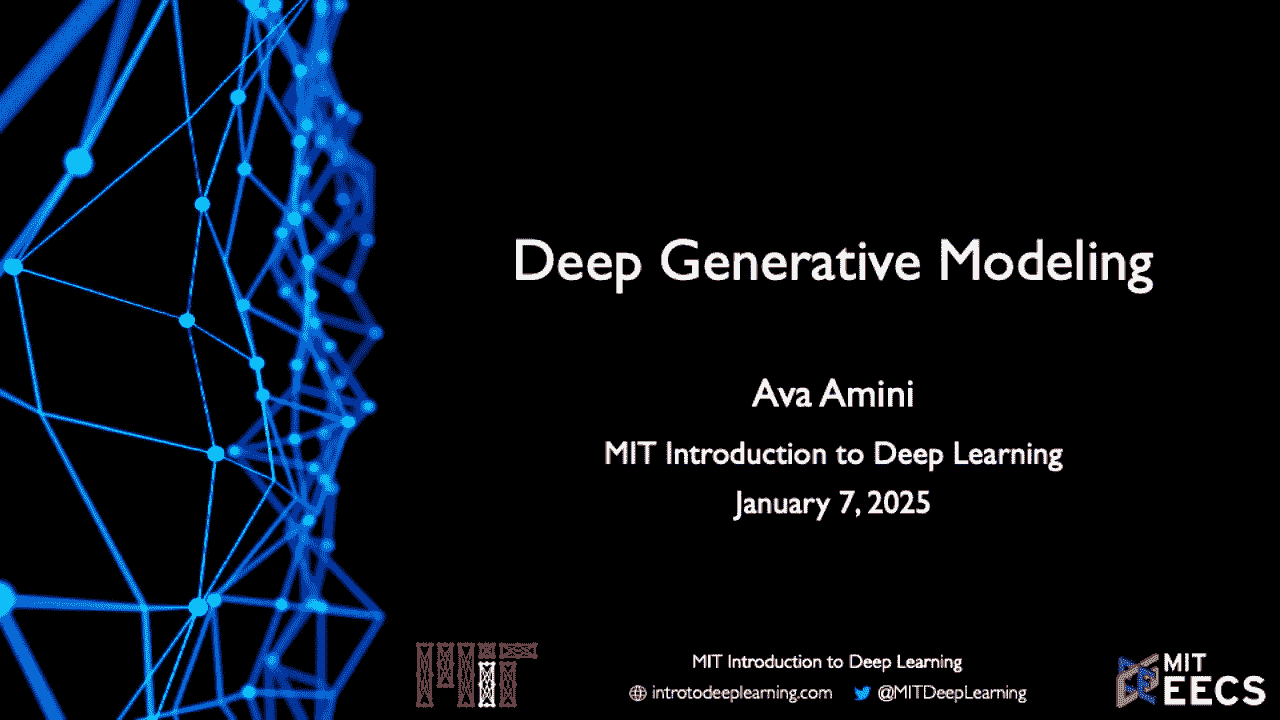 Deep Generative Modeling
Ava Amini
MIT Introduction to Deep Learning
January 7, 2025
MIT
MIT Introduction to Deep Learning
introtodeeplearning.com @MITDeepLearning
MIT
EECS